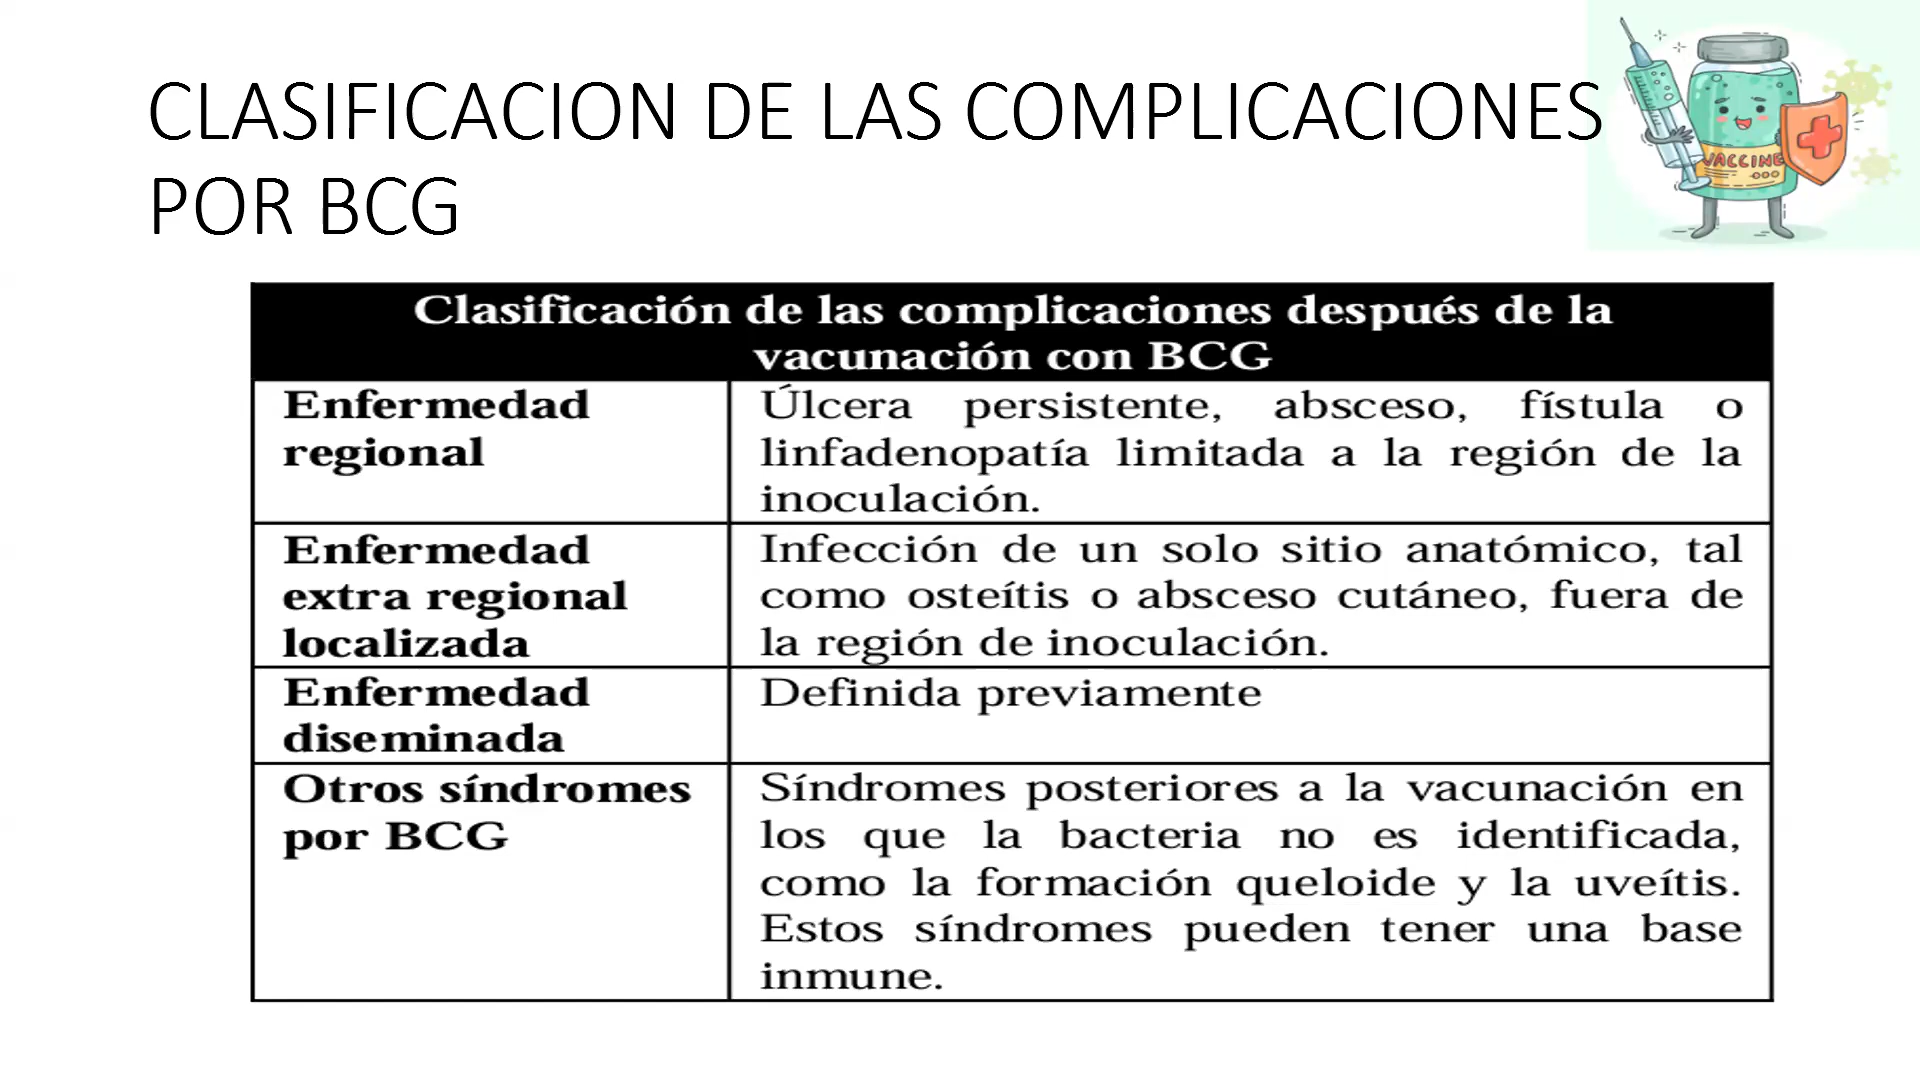 CLASIFICACION DE LAS COMPLICACIONES
POR BCG
VACCINE
Clasificación de las complicaciones después de la
vacunación con BCG
Enfermedad
regional
Úlcera persistente, absceso, fístula o
linfadenopatía limitada a la región de la
inoculación.
Enfermedad
extra regional
localizada
Infección de un solo sitio anatómico, tal
como osteítis o absceso cutáneo, fuera de
la región de inoculación.
Enfermedad
diseminada
Definida previamente
Otros síndromes
por BCG
Síndromes posteriores a la vacunación en
los que la bacteria no es identificada,
como la formación queloide y la uveítis.
Estos síndromes pueden tener una base
inmune.